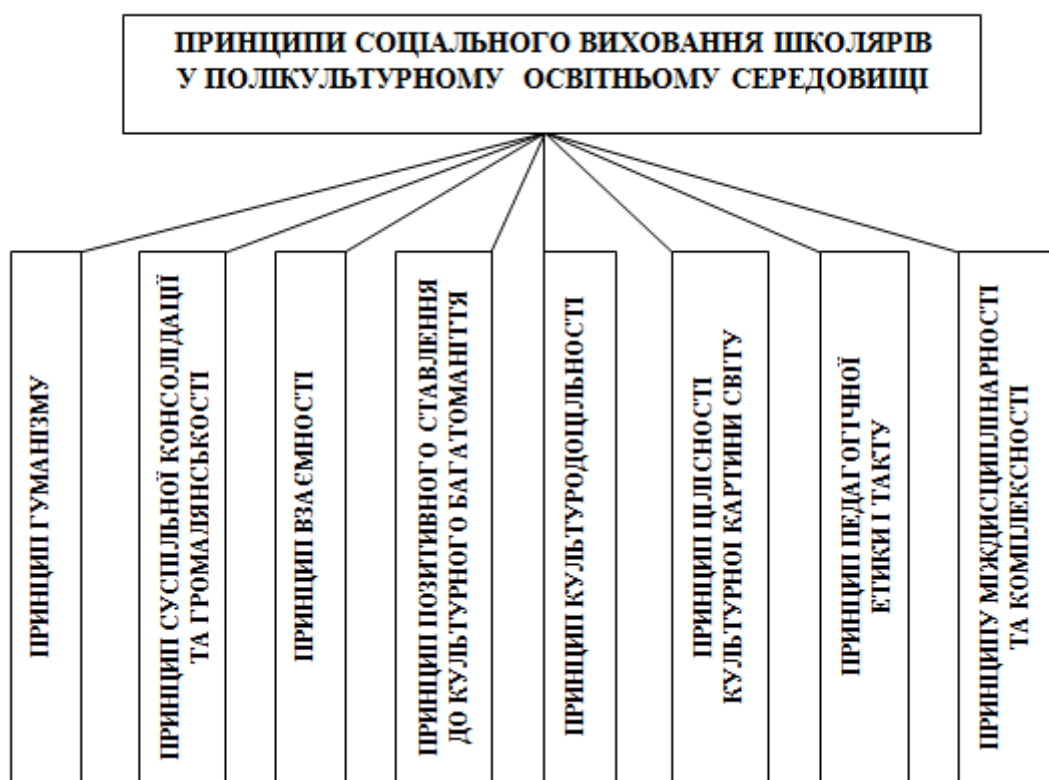 ПРИНЦИПИ СОЦІАЛЬНОГО ВИХОВАННЯ ШКОЛЯРІВ
У ПОЛІКУЛЬТУРНОМУ ОСВІТНЬОМУ СЕРЕДОВИЩІ
ПРИНЦИП ГУМАНІЗМУ
ПРИНЦИП СУСПІЛЬНОЇ КОНСОЛІДАЦІЇ
ТА ГРОМАЛЯНСЬКОСТІ
ПРИНЦИП ВЗАЄМНОСТІ
ПРИНЦИП ПОЗИТИВНОГО СТАВЛЕННЯ
ДО КУЛЬТУРНОГО БАГАТОМАНІТТЯ
ПРИНЦИП КУЛЬТУРОДОЦІЛЬНОСТІ
ПРИНЦИП ЦІЛІСНОСТІ
КУЛЬТУРНОЇ КАРТИНИ СВІТУ
ПРИНЦИП ПЕДАГОГІЧНОЇ
ЕТИКИ І ТАКТУ
ПРИНЦИПУ МІЖДИСЦИПЛІНАРНОСТІ
ТА КОМПЛЕКСНОСТІ